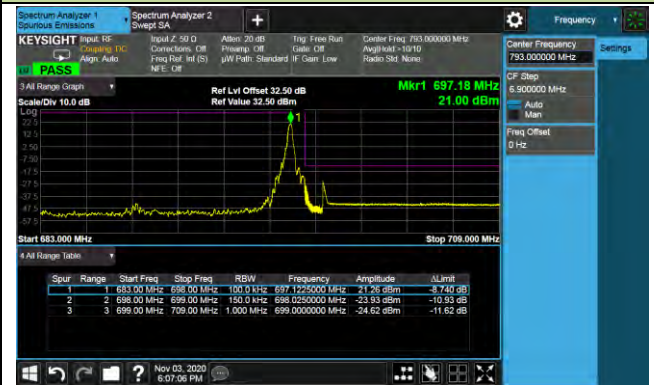 Spectrum Analyzer 1
Spurious Emissions
Spectrum Analyzer 2
Swept SA
Frequency
KEYSIGHT
Input: RF
Coupling: DC
Align: Auto
Input Z: 50 Ω
Corrections: Off
Freq Ref: Int (S)
NFE: Off
Atten: 20 dB
Preamp: Off
µW Path: Standard
Trig: Free Run
Gate: Off
IF Gain: Low
Center Freq: 793.000000 MHz
Avg|Hold:>10/10
Radio Std: None
PASS
Center Frequency
793.000000 MHz
Settings
CF Step
6.900000 MHz
Auto
Man
Freq Offset
0 Hz
3 All Range Graph
Scale/Div 10.0 dB
Ref Lvl Offset 32.50 dB
Ref Value 32.50 dBm
Mkr1 697.18 MHz
21.00 dBm
Log
22.5
12.5
2.50
-7.50
-17.5
-27.5
-37.5
-47.5
-57.5
1
Start 683.000 MHz
Stop 709.000 MHz
4 All Range Table
Spur Range Start Freq Stop Freq RBW Frequency Amplitude ΔLimit
1 1 683.00 MHz 698.00 MHz 100.0 kHz 697.1225000 MHz 21.26 dBm -8.740 dB
2 2 698.00 MHz 699.00 MHz 150.0 kHz 698.0250000 MHz -23.93 dBm -10.93 dB
3 3 699.00 MHz 709.00 MHz 1.000 MHz 699.0000000 MHz -24.62 dBm -11.62 dB
Nov 03, 2020
6:07:06 PM